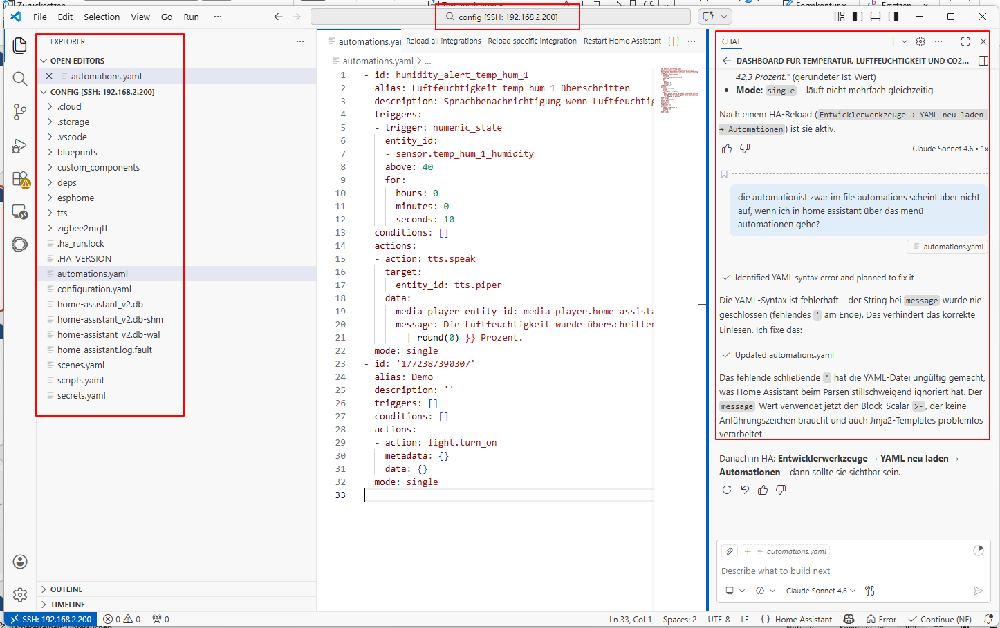 File Edit Selection View Go Run ···
config [SSH: 192.168.2.200]
EXPLORER
OPEN EDITORS
automations.yaml
CONFIG [SSH: 192.168.2.200]
.cloud
.storage
.vscode
blueprints
custom_components
deps
esphome
tts
zigbee2mqtt
.ha_run.lock
.HA_VERSION
automations.yaml
configuration.yaml
home-assistant_v2.db
home-assistant_v2.db-shm
home-assistant_v2.db-wal
home-assistant.log.fault
scenes.yaml
scripts.yaml
secrets.yaml
OUTLINE
TIMELINE
automations.yar Reload all integrations Reload specific integration Restart Home Assistant ···
automations.yaml > ...
1 - id: humidity_alert_temp_hum_1
2 alias: Luftfeuchtigkeit temp_hum_1 überschritten
3 description: Sprachbenachrichtigung wenn Luftfeuchtig
4 triggers:
5 - trigger: numeric_state
6 entity_id:
7 - sensor.temp_hum_1_humidity
8 above: 40
9 for:
10 hours: 0
11 minutes: 0
12 seconds: 10
13 conditions: []
14 actions:
15 - action: tts.speak
16 target:
17 entity_id: tts.piper
18 data:
19 media_player_entity_id: media_player.home_assista
20 message: Die Luftfeuchtigkeit wurde überschritten
21 | round(0) }} Prozent.
22 mode: single
23 - id: '1772387390307'
24 alias: Demo
25 description: ''
26 triggers: []
27 conditions: []
28 actions:
29 - action: light.turn_on
30 metadata: {}
31 data: {}
32 mode: single
33
CHAT
DASHBOARD FÜR TEMPERATUR, LUFTFEUCHTIGKEIT UND CO2...
42,3 Prozent." (gerundeter Ist-Wert)
• Mode: single – läuft nicht mehrfach gleichzeitig
Nach einem HA-Reload (Entwicklerwerkzeuge → YAML neu laden
→ Automationen) ist sie aktiv.
Claude Sonnet 4.6 • 1x
die automationist zwar im file automations scheint aber nicht
auf, wenn ich in home assistant über das menü
automationen gehe?
automations.yaml
Identified YAML syntax error and planned to fix it
Die YAML-Syntax ist fehlerhaft – der String bei message wurde nie
geschlossen (fehlendes ' am Ende). Das verhindert das korrekte
Einlesen. Ich fixe das:
Updated automations.yaml
Das fehlende schließende ' hat die YAML-Datei ungültig gemacht,
was Home Assistant beim Parsen stillschweigend ignoriert hat. Der
message-Wert verwendet jetzt den Block-Scalar >-, der keine
Anführungszeichen braucht und auch Jinja2-Templates problemlos
verarbeitet.
Danach in HA: Entwicklerwerkzeuge → YAML neu laden →
Automationen – dann sollte sie sichtbar sein.
automations.yaml
Describe what to build next
Claude Sonnet 4.6
SSH: 192.168.2.200 0 0 0 Ln 33, Col 1 Spaces: 2 UTF-8 LF { } Home Assistant Error Continue (NE)